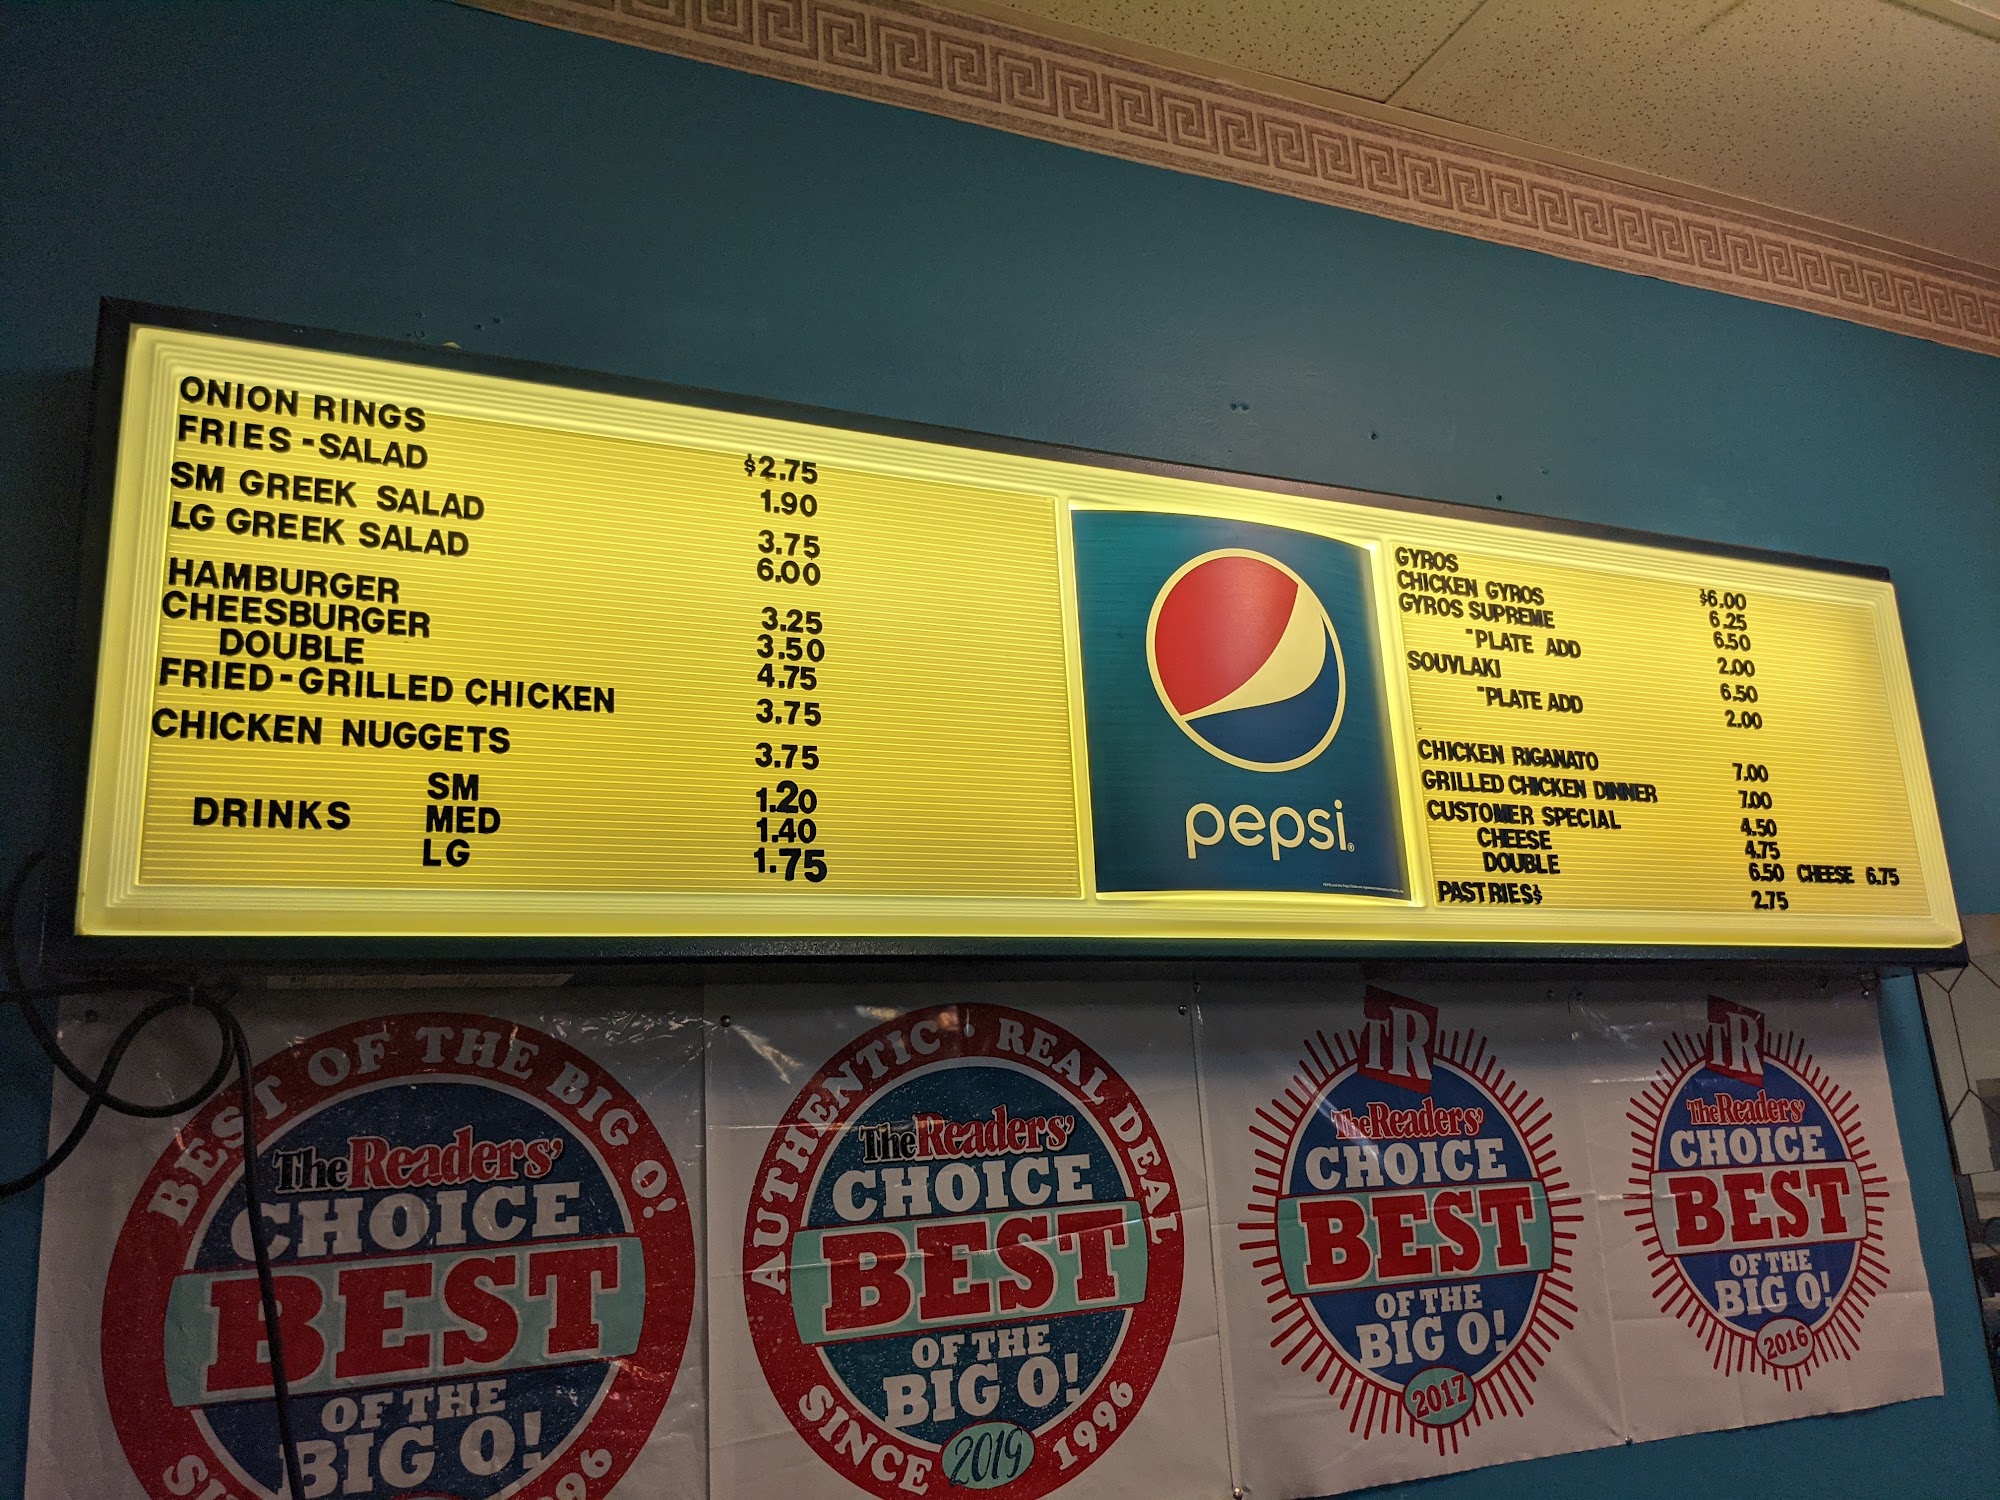 ONION RINGS $2.75
FRIES-SALAD 1.90
SM GREEK SALAD 3.75
LG GREEK SALAD 6.00
HAMBURGER 3.25
CHEESBURGER 3.50
DOUBLE 4.75
FRIED-GRILLED CHICKEN 3.75
CHICKEN NUGGETS 3.75
SM 1.20
DRINKS MED 1.40
LG 1.75
pepsi
GYROS $6.00
CHICKEN GYROS 6.25
GYROS SUPREME 6.50
"PLATE ADD 2.00
SOUVLAKI 6.50
"PLATE ADD 2.00
CHICKEN RIGANATO 7.00
GRILLED CHICKEN DINNER 7.00
CUSTOMER SPECIAL 4.50
CHEESE 4.75
DOUBLE 6.50 CHEESE 6.75
PASTRIES$ 2.75
BEST OF THE BIG O!
The Readers'
CHOICE
BEST
OF THE
BIG O!
AUTHENTIC · REAL DEAL
The Readers'
CHOICE
BEST
OF THE
BIG O!
2019
SINCE 1996
TR
The Readers'
CHOICE
BEST
OF THE
BIG O!
2017
TR
The Readers'
CHOICE
BEST
OF THE
BIG O!
2016